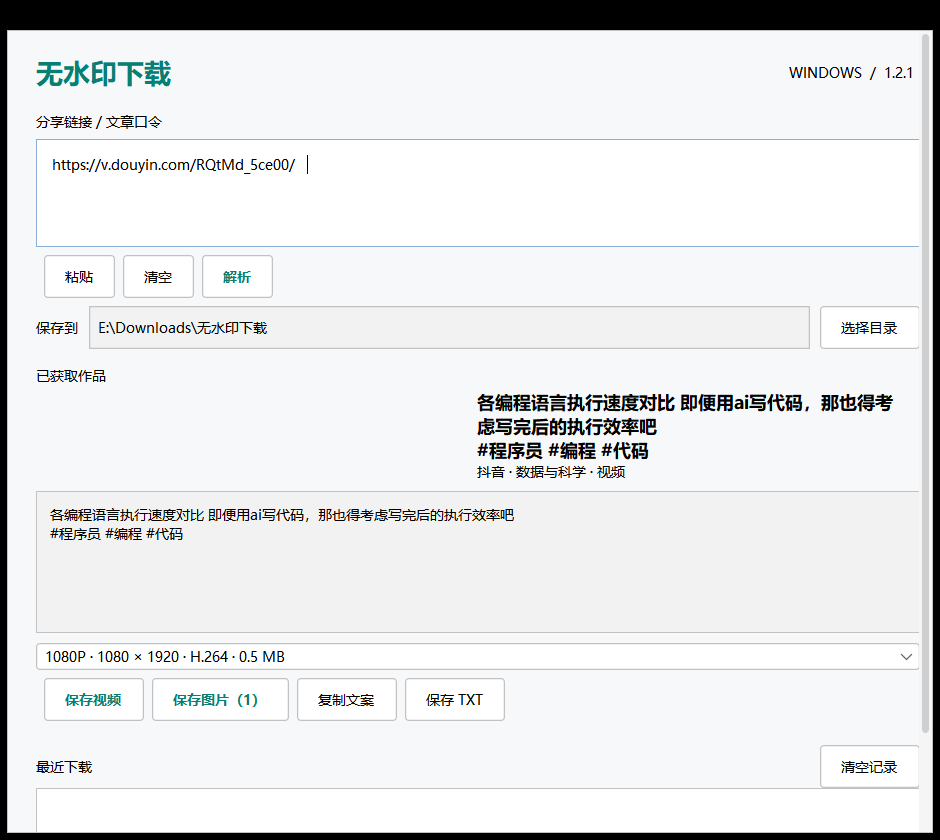 无水印下载
WINDOWS / 1.2.1
分享链接 / 文章口令
https://v.douyin.com/RQtMd_5ce00/
粘贴
清空
解析
保存到
E:\Downloads\无水印下载
选择目录
已获取作品
各编程语言执行速度对比 即便用ai写代码，那也得考
虑写完后的执行效率吧
#程序员 #编程 #代码
抖音 · 数据与科学 · 视频
各编程语言执行速度对比 即便用ai写代码，那也得考虑写完后的执行效率吧
#程序员 #编程 #代码
1080P · 1080 × 1920 · H.264 · 0.5 MB
保存视频
保存图片（1）
复制文案
保存 TXT
最近下载
清空记录